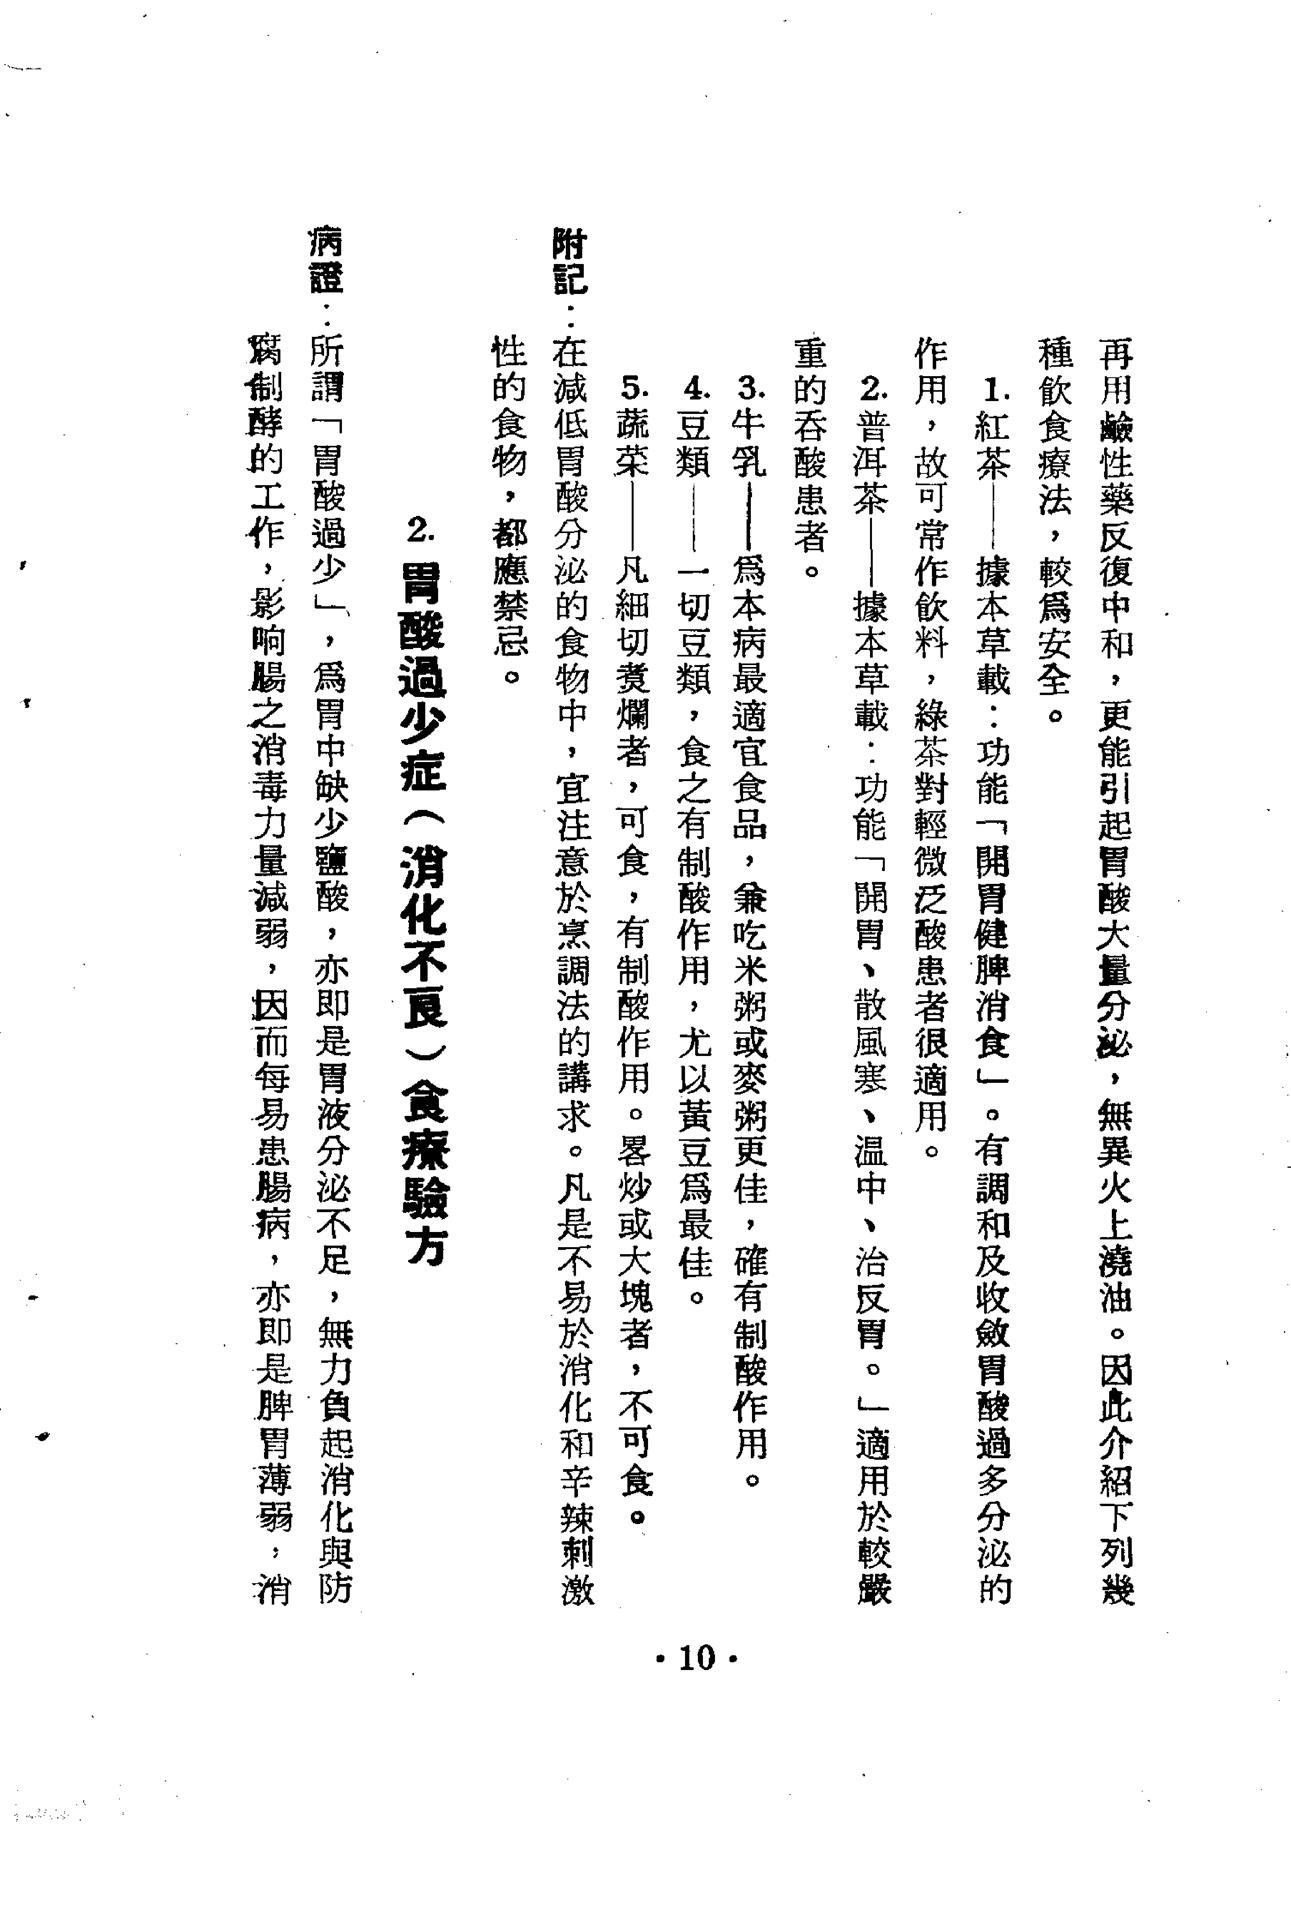 再用鹼性藥反復中和，更能引起胃酸大量分泌，無異火上澆油。因此介紹下列幾
種飲食療法，較爲安全。
1.紅茶——據本草載：功能「開胃健脾消食」。有調和及收斂胃酸過多分泌的
作用，故可常作飲料，綠茶對輕微泛酸患者很適用。
2.普洱茶——據本草載：功能「開胃、散風寒、温中、治反胃。」適用於較嚴
重的吞酸患者。
3.牛乳——爲本病最適宜食品，兼吃米粥或麥粥更佳，確有制酸作用。
4.豆類——一切豆類，食之有制酸作用，尤以黃豆爲最佳。
5.蔬菜——凡細切煑爛者，可食，有制酸作用。畧炒或大塊者，不可食。
附記：在減低胃酸分泌的食物中，宜注意於烹調法的講求。凡是不易於消化和辛辣刺激
性的食物，都應禁忌。
2.胃酸過少症（消化不良）食療驗方
病證：所謂「胃酸過少」，爲胃中缺少鹽酸，亦即是胃液分泌不足，無力負起消化與防
腐制酵的工作，影响腸之消毒力量減弱，因而每易患腸病，亦即是脾胃薄弱，消
·10·